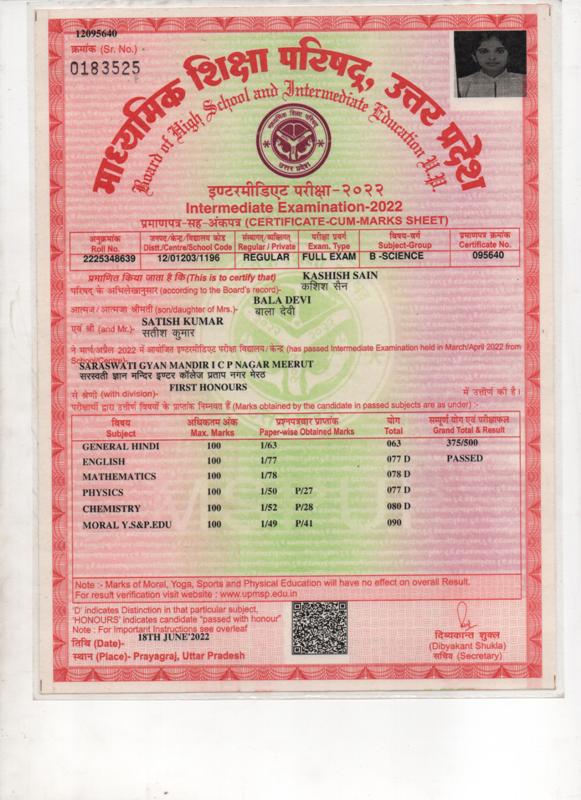 12095640
क्रमांक (Sr. No.)
0183525
माध्यमिक शिक्षा परिषद्, उत्तर प्रदेश
Board of High School and Intermediate Education U.P.
इण्टरमीडिएट परीक्षा-२०२२
Intermediate Examination-2022
प्रमाणपत्र-सह-अंकपत्र (CERTIFICATE-CUM-MARKS SHEET)
अनुक्रमांक जनपद/केन्द्र/विद्यालय कोड संस्थागत/व्यक्तिगत परीक्षा प्रवर्ग विषय-वर्ग प्रमाणपत्र क्रमांक
Roll No. Distt./Centre/School Code Regular / Private Exam. Type Subject-Group Certificate No.
2225348639 12/01203/1196 REGULAR FULL EXAM B -SCIENCE 095640
प्रमाणित किया जाता है कि (This is to certify that) KASHISH SAIN
परिषद् के अभिलेखानुसार (according to the Board's record)- कशिश सैन
BALA DEVI
आत्मज/आत्मजा श्रीमती (son/daughter of Mrs.)- बाला देवी
SATISH KUMAR
एवं श्री (and Mr.)- सतीश कुमार
ने मार्च/अप्रैल 2022 में आयोजित इण्टरमीडिएट परीक्षा विद्यालय/केन्द्र (has passed Intermediate Examination held in March/April 2022 from
School/Centre)-
SARASWATI GYAN MANDIR I C P NAGAR MEERUT
सरस्वती ज्ञान मन्दिर इण्टर कॉलेज प्रताप नगर मेरठ
FIRST HONOURS
से श्रेणी (with division)- में उत्तीर्ण की है।
परीक्षार्थी द्वारा उत्तीर्ण विषयों के प्राप्तांक निम्नवत हैं (Marks obtained by the candidate in passed subjects are as under) :-
विषय अधिकतम अंक प्रश्नपत्रवार प्राप्तांक योग सम्पूर्ण योग एवं परीक्षाफल
Subject Max. Marks Paper-wise Obtained Marks Total Grand Total & Result
GENERAL HINDI 100 1/63 063 375/500
ENGLISH 100 1/77 077 D PASSED
MATHEMATICS 100 1/78 078 D
PHYSICS 100 1/50 P/27 077 D
CHEMISTRY 100 1/52 P/28 080 D
MORAL Y.S&P.EDU 100 1/49 P/41 090
Note :- Marks of Moral, Yoga, Sports and Physical Education will have no effect on overall Result.
For result verification visit website : www.upmsp.edu.in
'D' indicates Distinction in that particular subject,
'HONOURS' indicates candidate "passed with honour"
Note : For Important Instructions see overleaf
18TH JUNE'2022
तिथि (Date)-
स्थान (Place)- Prayagraj, Uttar Pradesh
दिव्यकान्त शुक्ल
(Dibyakant Shukla)
सचिव (Secretary)